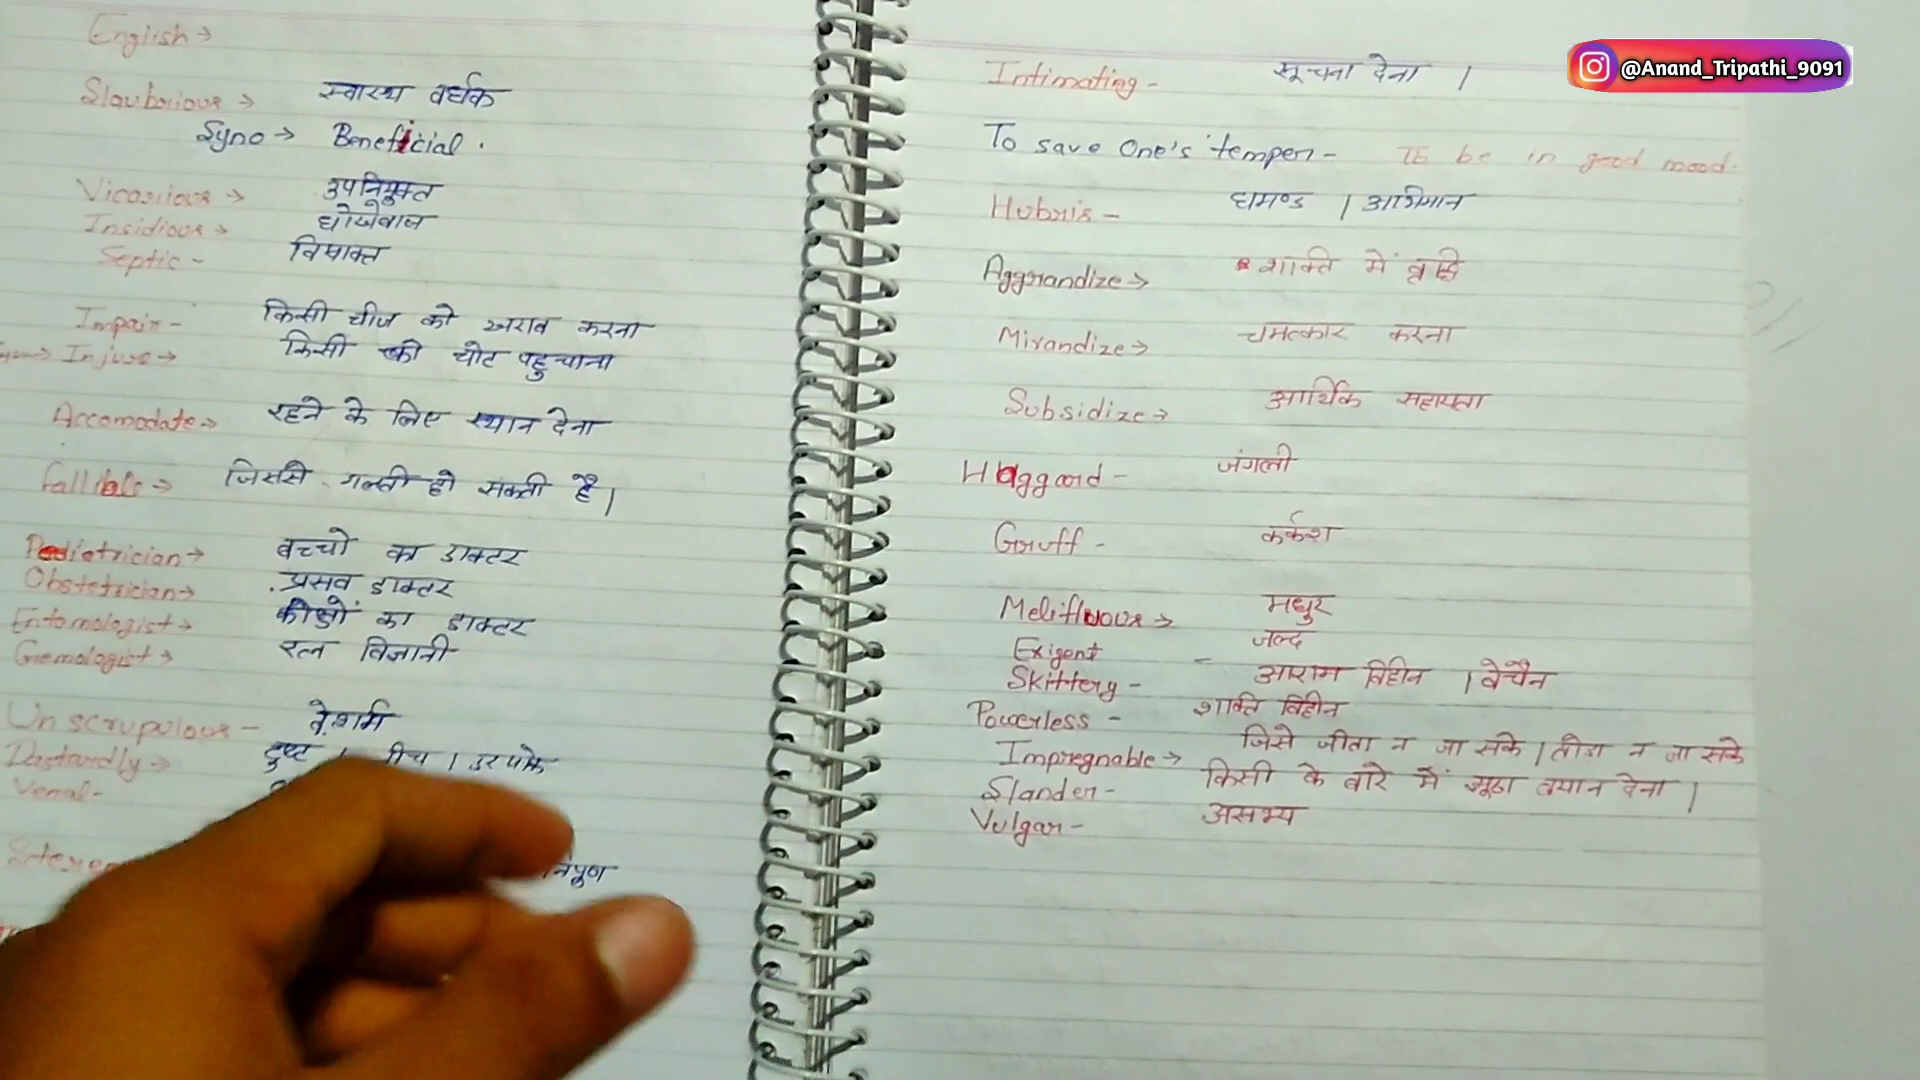 English →
Slaubrious → स्वास्थ वर्धक
Syno → Beneficial .
Vicarious → उपनियुक्त
Insidious → धोखेबाज
Septic - विषाक्त
Impair - किसी चीज को खराब करना
Injure → किसी को चोट पहुचाना
Accomodate → रहने के लिए स्थान देना
fallible → जिससे गल्ती हो सकती है |
Pediatrician → बच्चो का डाक्टर
Obstetrician → प्रसव डाक्टर
Entomologist → का डाक्टर
Gemologist → रत्न विज्ञानी
Unscrupulous - बेशर्म
Dastardly → दुष्ट | नीच | डरपोक
Venal -
निपूण
@Anand_Tripathi_9091
Intimating - सूचना देना |
To save one's temper - To be in good mood.
Hubris - घमण्ड | अभिमान
Aggrandize → शक्ति में वृद्धि
Mirandize → चमत्कार करना
Subsidize → आर्थिक सहायता
Haggard - जंगली
Gruff - कर्कश
Melifluous → मधुर
Exigent - जल्द
Skittery - आराम विहीन | बेचैन
Powerless - शक्ति विहीन
Impregnable → जिसे जीता न जा सके | तोडा न जा सके
Slander - किसी के बारे में झूठा बयान देना |
Vulgar - असभ्य